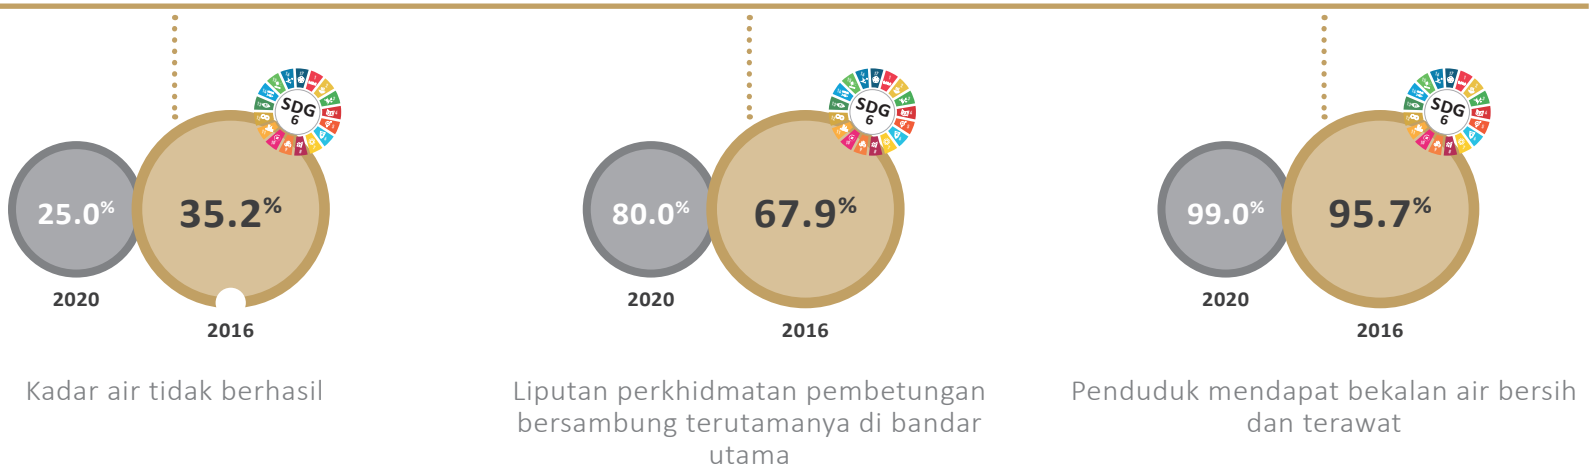 SDG
6
25.0%
35.2%
2020
2016
Kadar air tidak berhasil
SDG
6
80.0%
67.9%
2020
2016
Liputan perkhidmatan pembetungan
bersambung terutamanya di bandar
utama
SDG
6
99.0%
95.7%
2020
2016
Penduduk mendapat bekalan air bersih
dan terawat